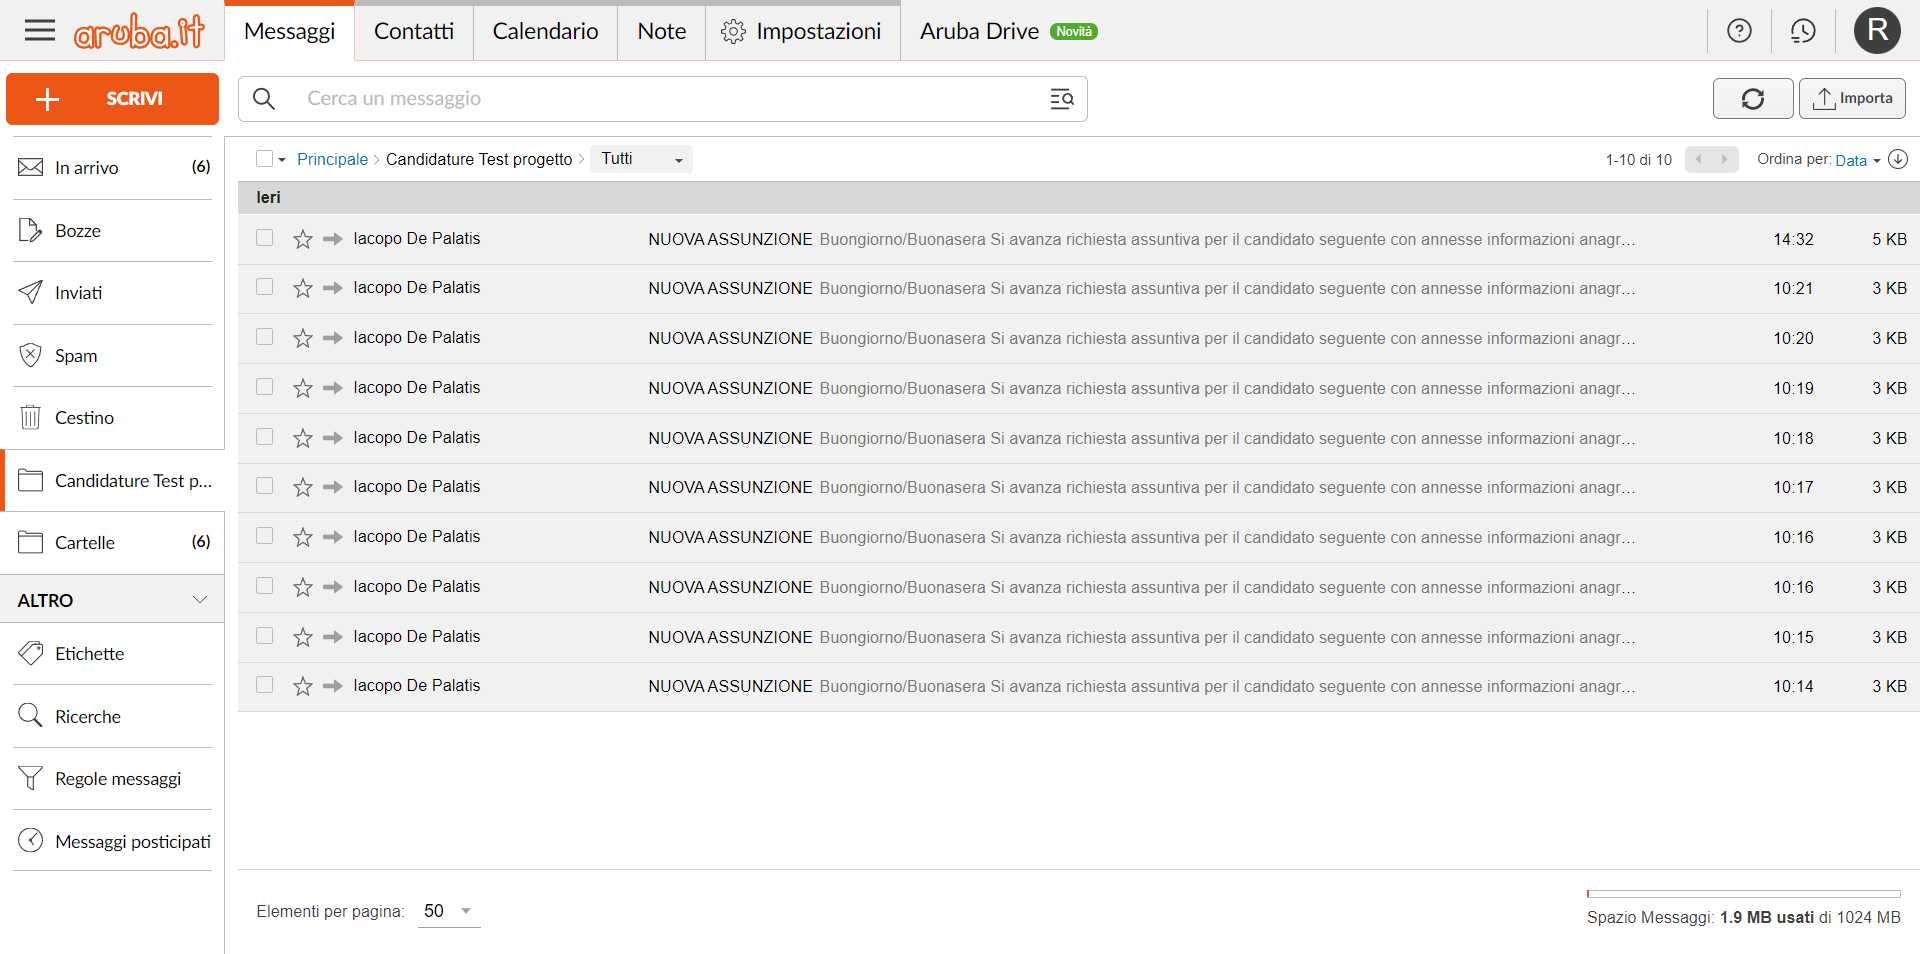 aruba.it Messaggi Contatti Calendario Note Impostazioni Aruba Drive Novità R
SCRIVI Cerca un messaggio Importa
In arrivo (6)
Bozze
Inviati
Spam
Cestino
Candidature Test p...
Cartelle (6)
ALTRO
Etichette
Ricerche
Regole messaggi
Messaggi posticipati
Principale > Candidature Test progetto > Tutti 1-10 di 10 Ordina per: Data
Ieri
Iacopo De Palatis NUOVA ASSUNZIONE Buongiorno/Buonasera Si avanza richiesta assuntiva per il candidato seguente con annesse informazioni anagr... 14:32 5 KB
Iacopo De Palatis NUOVA ASSUNZIONE Buongiorno/Buonasera Si avanza richiesta assuntiva per il candidato seguente con annesse informazioni anagr... 10:21 3 KB
Iacopo De Palatis NUOVA ASSUNZIONE Buongiorno/Buonasera Si avanza richiesta assuntiva per il candidato seguente con annesse informazioni anagr... 10:20 3 KB
Iacopo De Palatis NUOVA ASSUNZIONE Buongiorno/Buonasera Si avanza richiesta assuntiva per il candidato seguente con annesse informazioni anagr... 10:19 3 KB
Iacopo De Palatis NUOVA ASSUNZIONE Buongiorno/Buonasera Si avanza richiesta assuntiva per il candidato seguente con annesse informazioni anagr... 10:18 3 KB
Iacopo De Palatis NUOVA ASSUNZIONE Buongiorno/Buonasera Si avanza richiesta assuntiva per il candidato seguente con annesse informazioni anagr... 10:17 3 KB
Iacopo De Palatis NUOVA ASSUNZIONE Buongiorno/Buonasera Si avanza richiesta assuntiva per il candidato seguente con annesse informazioni anagr... 10:16 3 KB
Iacopo De Palatis NUOVA ASSUNZIONE Buongiorno/Buonasera Si avanza richiesta assuntiva per il candidato seguente con annesse informazioni anagr... 10:16 3 KB
Iacopo De Palatis NUOVA ASSUNZIONE Buongiorno/Buonasera Si avanza richiesta assuntiva per il candidato seguente con annesse informazioni anagr... 10:15 3 KB
Iacopo De Palatis NUOVA ASSUNZIONE Buongiorno/Buonasera Si avanza richiesta assuntiva per il candidato seguente con annesse informazioni anagr... 10:14 3 KB
Elementi per pagina: 50
Spazio Messaggi: 1.9 MB usati di 1024 MB